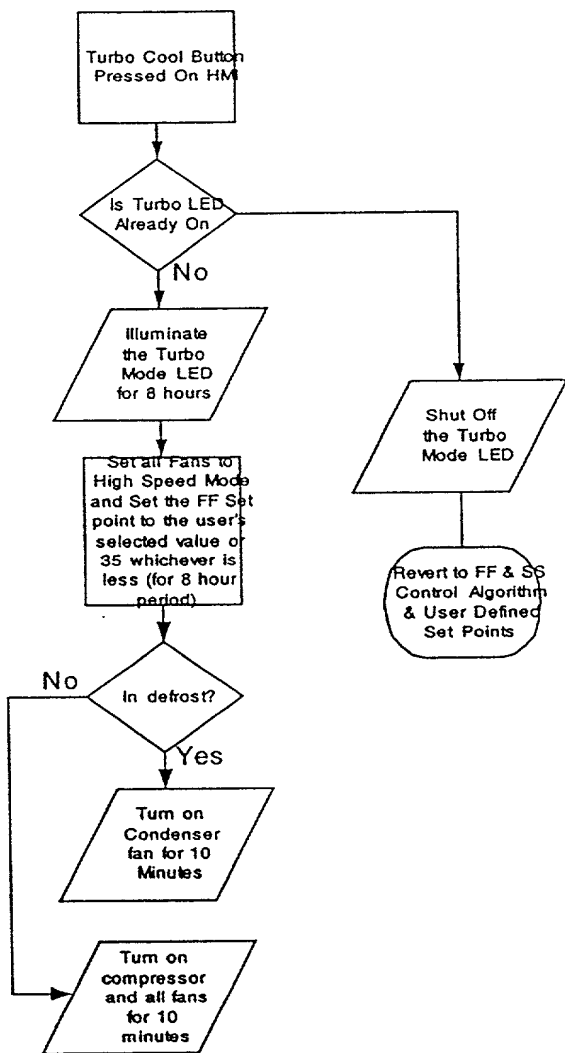 Turbo Cool Button
Pressed On HMI
Is Turbo LED
Already On
No
Illuminate
the Turbo
Mode LED
for 8 hours
Shut Off
the Turbo
Mode LED
Set all Fans to
High Speed Mode
and Set the FF Set
point to the user's
selected value or
35 whichever is
less (for 8 hour
period)
Revert to FF & SS
Control Algorithm
& User Defined
Set Points
No
In defrost?
Yes
Turn on
Condenser
fan for 10
Minutes
Turn on
compressor
and all fans
for 10
minutes